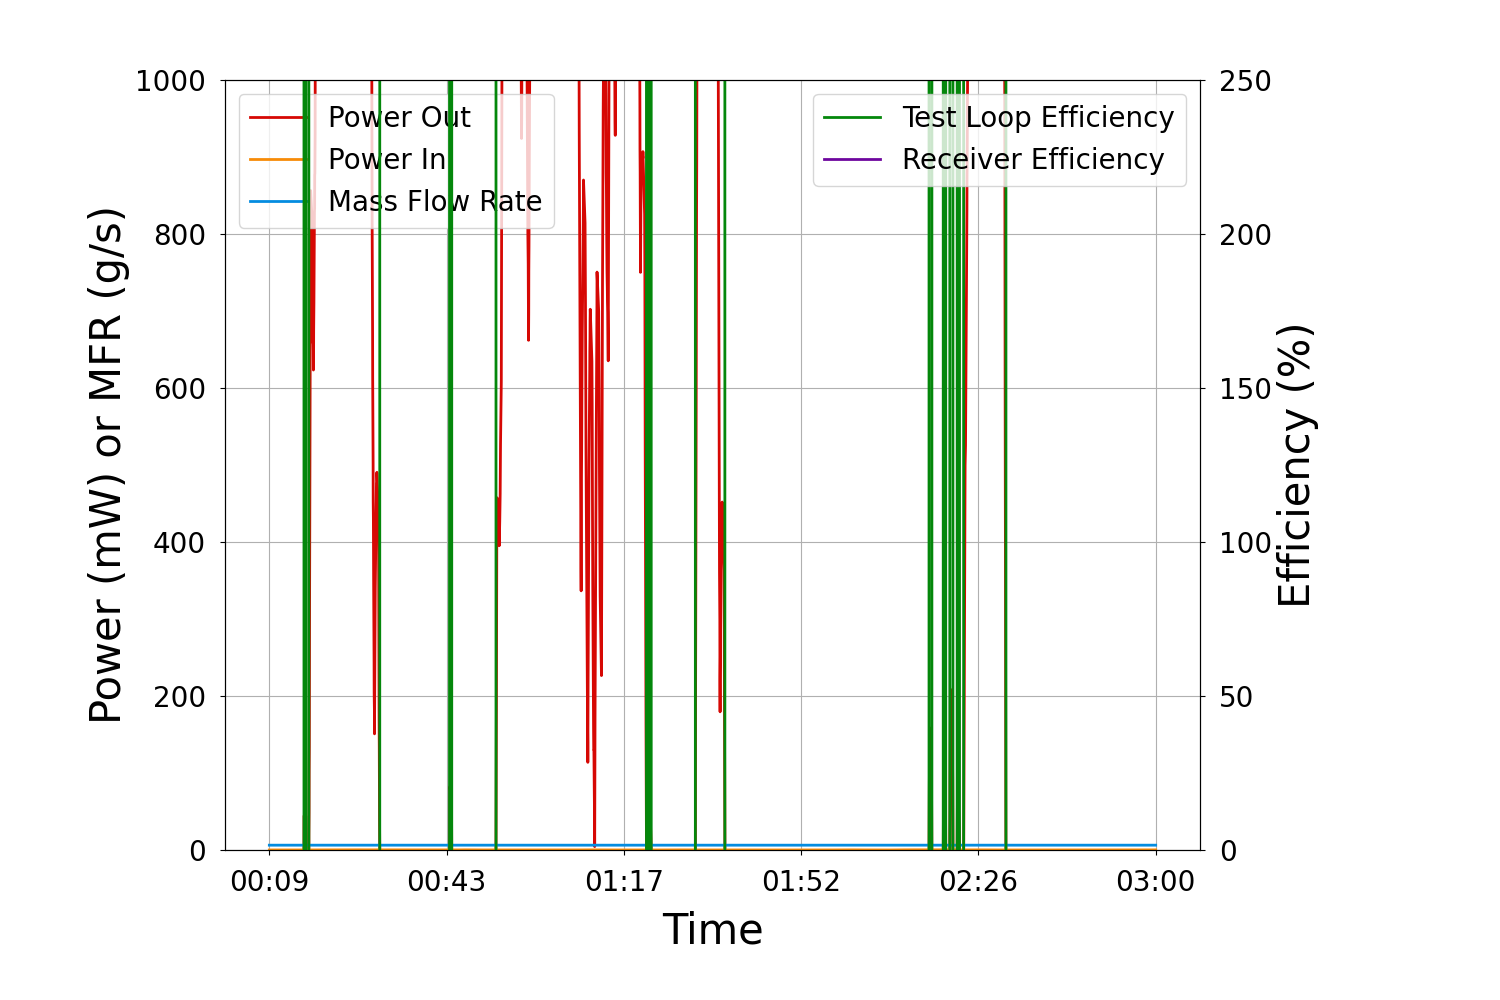 1000
800
600
400
200
0
Power (mW) or MFR (g/s)
Power Out
Power In
Mass Flow Rate
Test Loop Efficiency
Receiver Efficiency
250
200
150
100
50
0
Efficiency (%)
00:09 00:43 01:17 01:52 02:26 03:00
Time